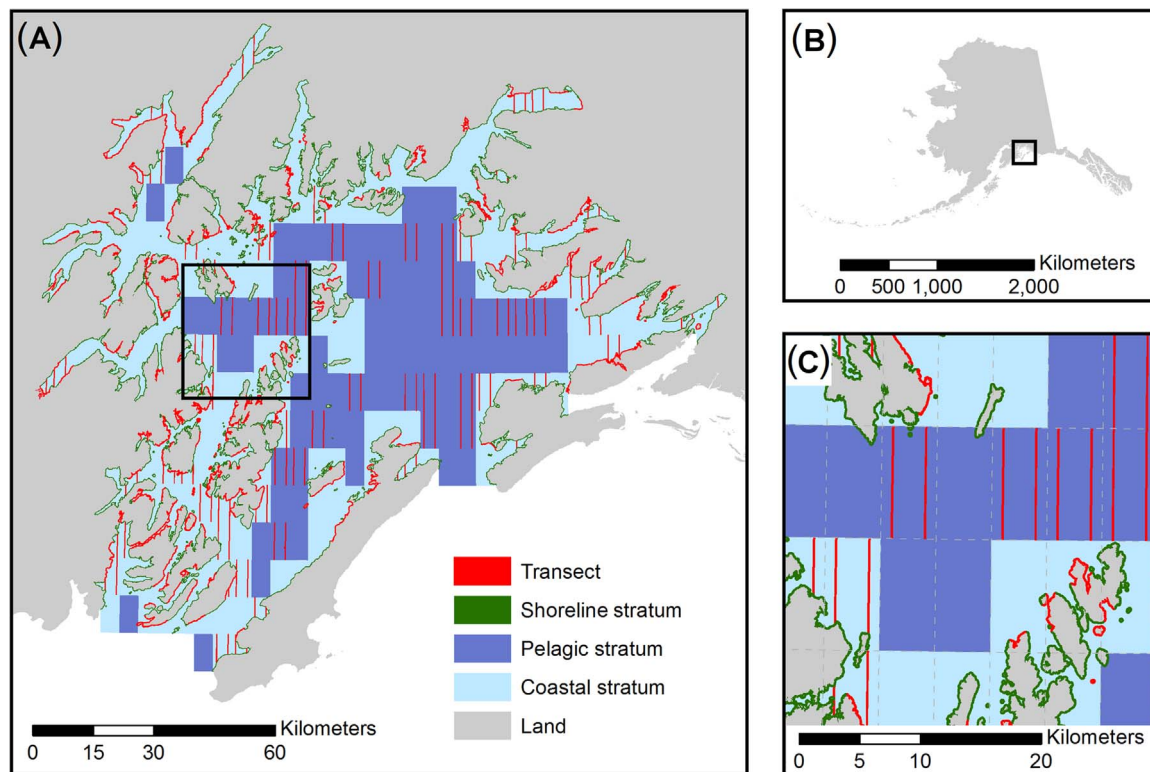 (A)
Transect
Shoreline stratum
Pelagic stratum
Coastal stratum
Land
Kilometers
0 15 30 60
(B)
Kilometers
0 500 1,000 2,000
(C)
Kilometers
0 5 10 20